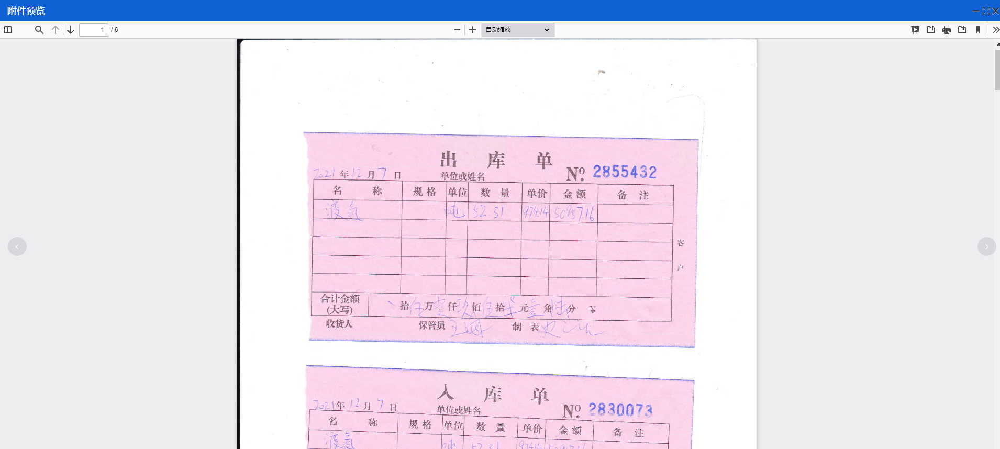 附件预览
1 / 6 自动缩放
出 库 单
2021 年 12 月 7 日 单位或姓名 Nº. 2855432
名 称 规 格 单位 数 量 单价 金 额 备 注
液氮 吨 52.31 974.14 50957.16
客
户
合计金额
(大写) 拾伍万零仟玖佰伍拾柒元壹角陆分 ¥
收货人 保管员 制 表
入 库 单
2021年 12 月 7 日 单位或姓名 Nº. 2830073
名 称 规 格 单位 数 量 单价 金 额 备 注
液氮 吨 52.31 974.14 50957.16